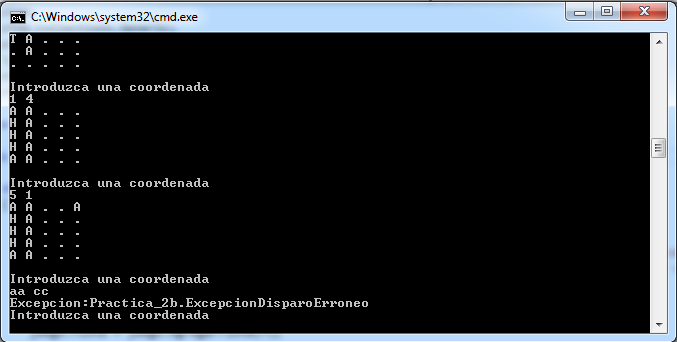 C:\Windows\system32\cmd.exe
T A . . .
. A . . .
. . . . .
Introduzca una coordenada
1 4
A A . . .
H A . . .
H A . . .
H A . . .
A A . . .
Introduzca una coordenada
5 1
A A . . A
H A . . .
H A . . .
H A . . .
A A . . .
Introduzca una coordenada
aa cc
Excepcion:Practica_2b.ExcepcionDisparoErroneo
Introduzca una coordenada